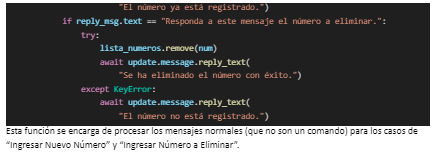 "El número ya está registrado.")
if reply_msg.text == "Responda a este mensaje el número a eliminar.":
try:
lista_numeros.remove(num)
await update.message.reply_text(
"Se ha eliminado el número con éxito.")
except KeyError:
await update.message.reply_text(
"El número no está registrado.")
Esta función se encarga de procesar los mensajes normales (que no son un comando) para los casos de
“Ingresar Nuevo Número” y “Ingresar Número a Eliminar”.